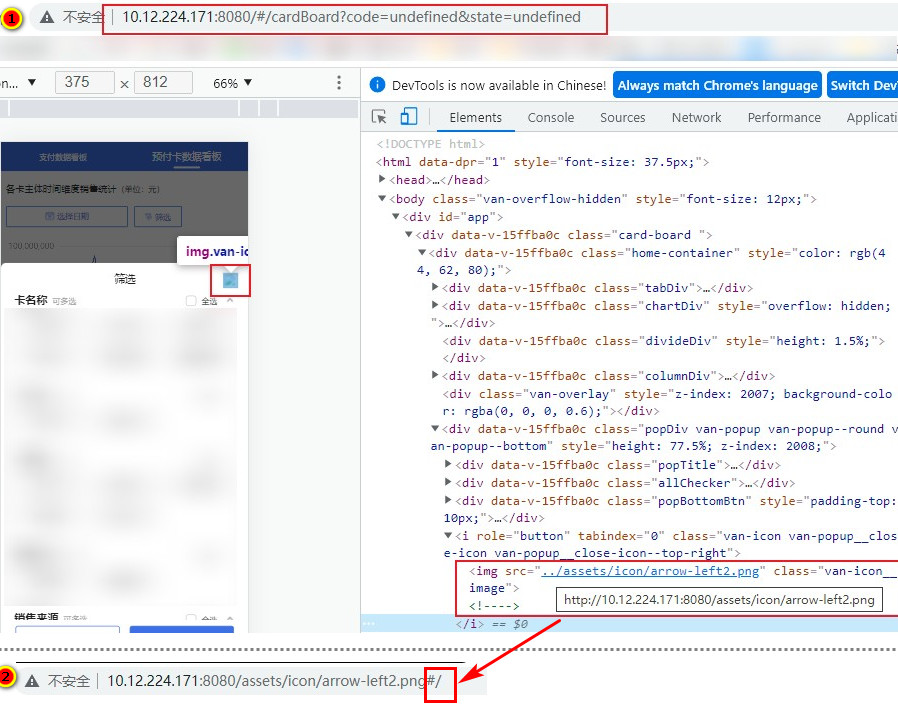 1
不安全 | 10.12.224.171:8080/#/cardBoard?code=undefined&state=undefined
375 × 812 66% ▼
DevTools is now available in Chinese! Always match Chrome's language Switch Dev
Elements Console Sources Network Performance Applicati
<!DOCTYPE html>
<html data-dpr="1" style="font-size: 37.5px;">
<head>…</head>
<body class="van-overflow-hidden" style="font-size: 12px;">
<div id="app">
<div data-v-15ffba0c class="card-board ">
<div data-v-15ffba0c class="home-container" style="color: rgb(4
4, 62, 80);">
<div data-v-15ffba0c class="tabDiv">…</div>
<div data-v-15ffba0c class="chartDiv" style="overflow: hidden;
">…</div>
<div data-v-15ffba0c class="divideDiv" style="height: 1.5%;">
</div>
<div data-v-15ffba0c class="columnDiv">…</div>
<div class="van-overlay" style="z-index: 2007; background-colo
r: rgba(0, 0, 0, 0.6);"></div>
<div data-v-15ffba0c class="popDiv van-popup van-popup--round v
an-popup--bottom" style="height: 77.5%; z-index: 2008;">
<div data-v-15ffba0c class="popTitle">…</div>
<div data-v-15ffba0c class="allChecker">…</div>
<div data-v-15ffba0c class="popBottomBtn" style="padding-top:
10px;">…</div>
<i role="button" tabindex="0" class="van-icon van-popup__clos
e-icon van-popup__close-icon--top-right">
<img src="../assets/icon/arrow-left2.png" class="van-icon__
image">
<!---->
http://10.12.224.171:8080/assets/icon/arrow-left2.png
</i> == $0
支付数据看板 预付卡数据看板
各卡主体时间维度销售统计 (单位：元)
选择日期 筛选
100,000,000
img.van-ic
筛选
卡名称 可多选 全选
销售来源 可多选 全选
2
不安全 | 10.12.224.171:8080/assets/icon/arrow-left2.png#/